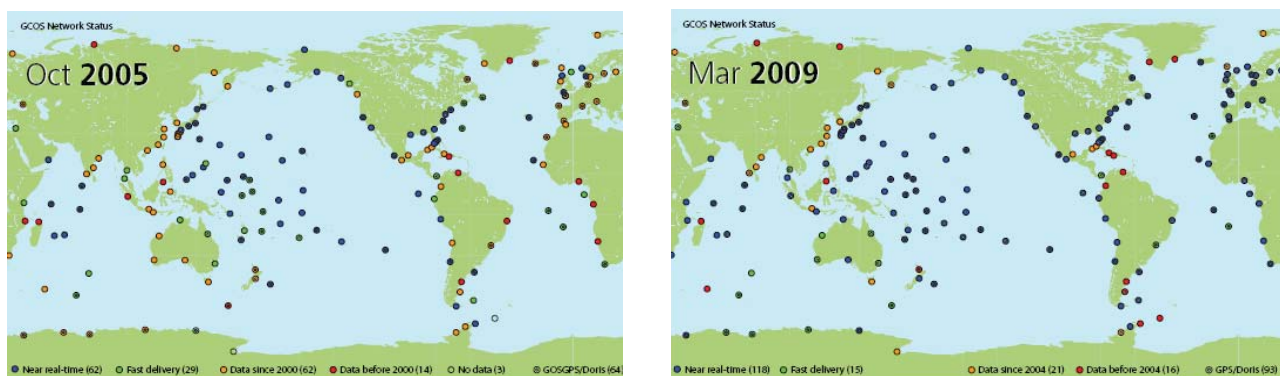 GCOS Network Status
Oct 2005
Near real-time (62) Fast delivery (29) Data since 2000 (62) Data before 2000 (14) No data (3) GOSGPS/Doris (64)
GCOS Network Status
Mar 2009
Near real-time (118) Fast delivery (15) Data since 2004 (21) Data before 2004 (16) GPS/Doris (93)